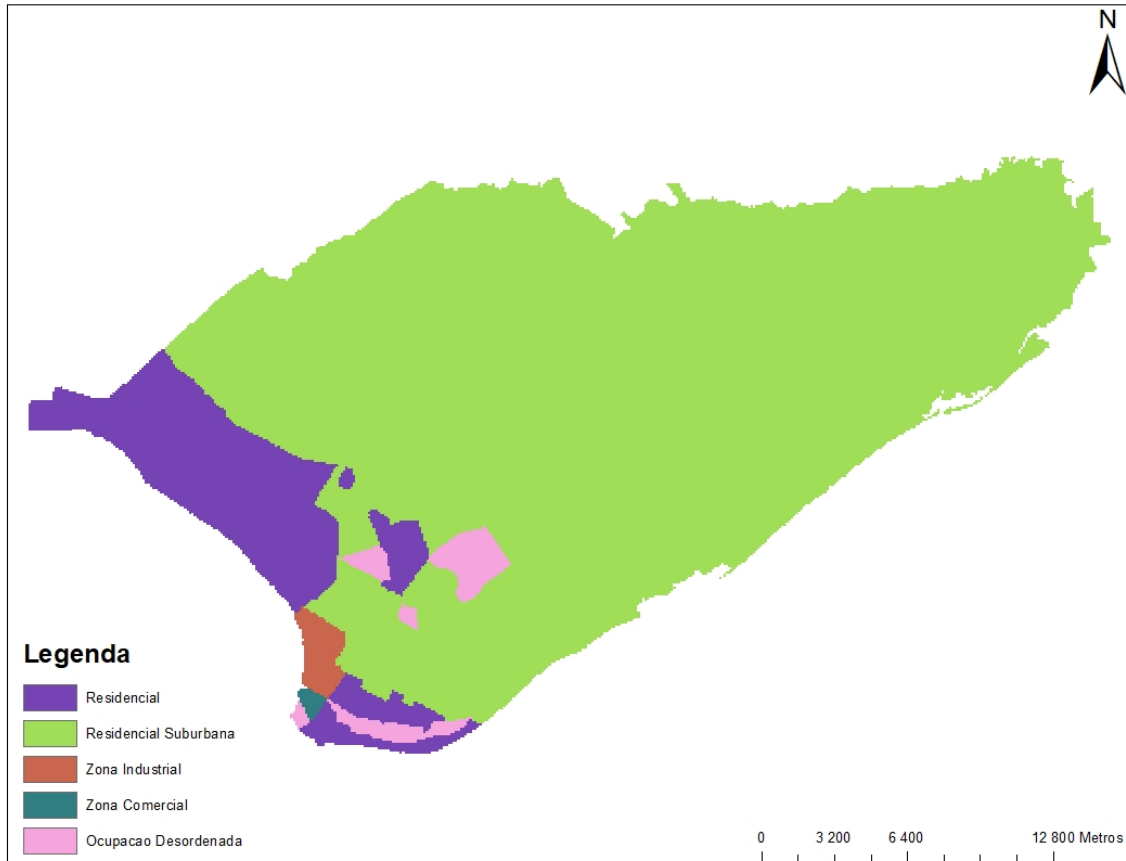 N
Legenda
Residencial
Residencial Suburbana
Zona Industrial
Zona Comercial
Ocupacao Desordenada
0 3 200 6 400 12 800 Metros